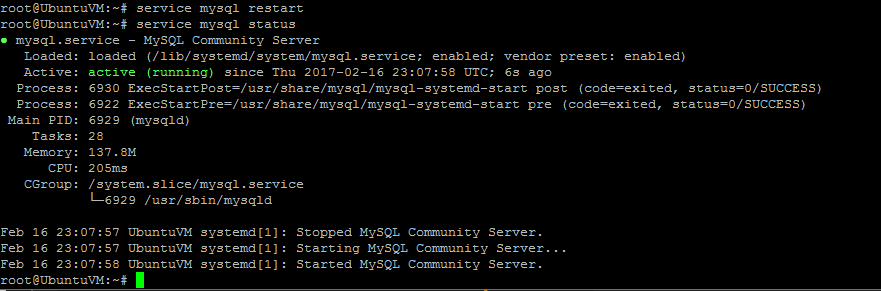 root@UbuntuVM:~# service mysql restart
root@UbuntuVM:~# service mysql status
● mysql.service - MySQL Community Server
   Loaded: loaded (/lib/systemd/system/mysql.service; enabled; vendor preset: enabled)
   Active: active (running) since Thu 2017-02-16 23:07:58 UTC; 6s ago
  Process: 6930 ExecStartPost=/usr/share/mysql/mysql-systemd-start post (code=exited, status=0/SUCCESS)
  Process: 6922 ExecStartPre=/usr/share/mysql/mysql-systemd-start pre (code=exited, status=0/SUCCESS)
 Main PID: 6929 (mysqld)
    Tasks: 28
   Memory: 137.8M
      CPU: 205ms
   CGroup: /system.slice/mysql.service
           └─6929 /usr/sbin/mysqld

Feb 16 23:07:57 UbuntuVM systemd[1]: Stopped MySQL Community Server.
Feb 16 23:07:57 UbuntuVM systemd[1]: Starting MySQL Community Server...
Feb 16 23:07:58 UbuntuVM systemd[1]: Started MySQL Community Server.
root@UbuntuVM:~#